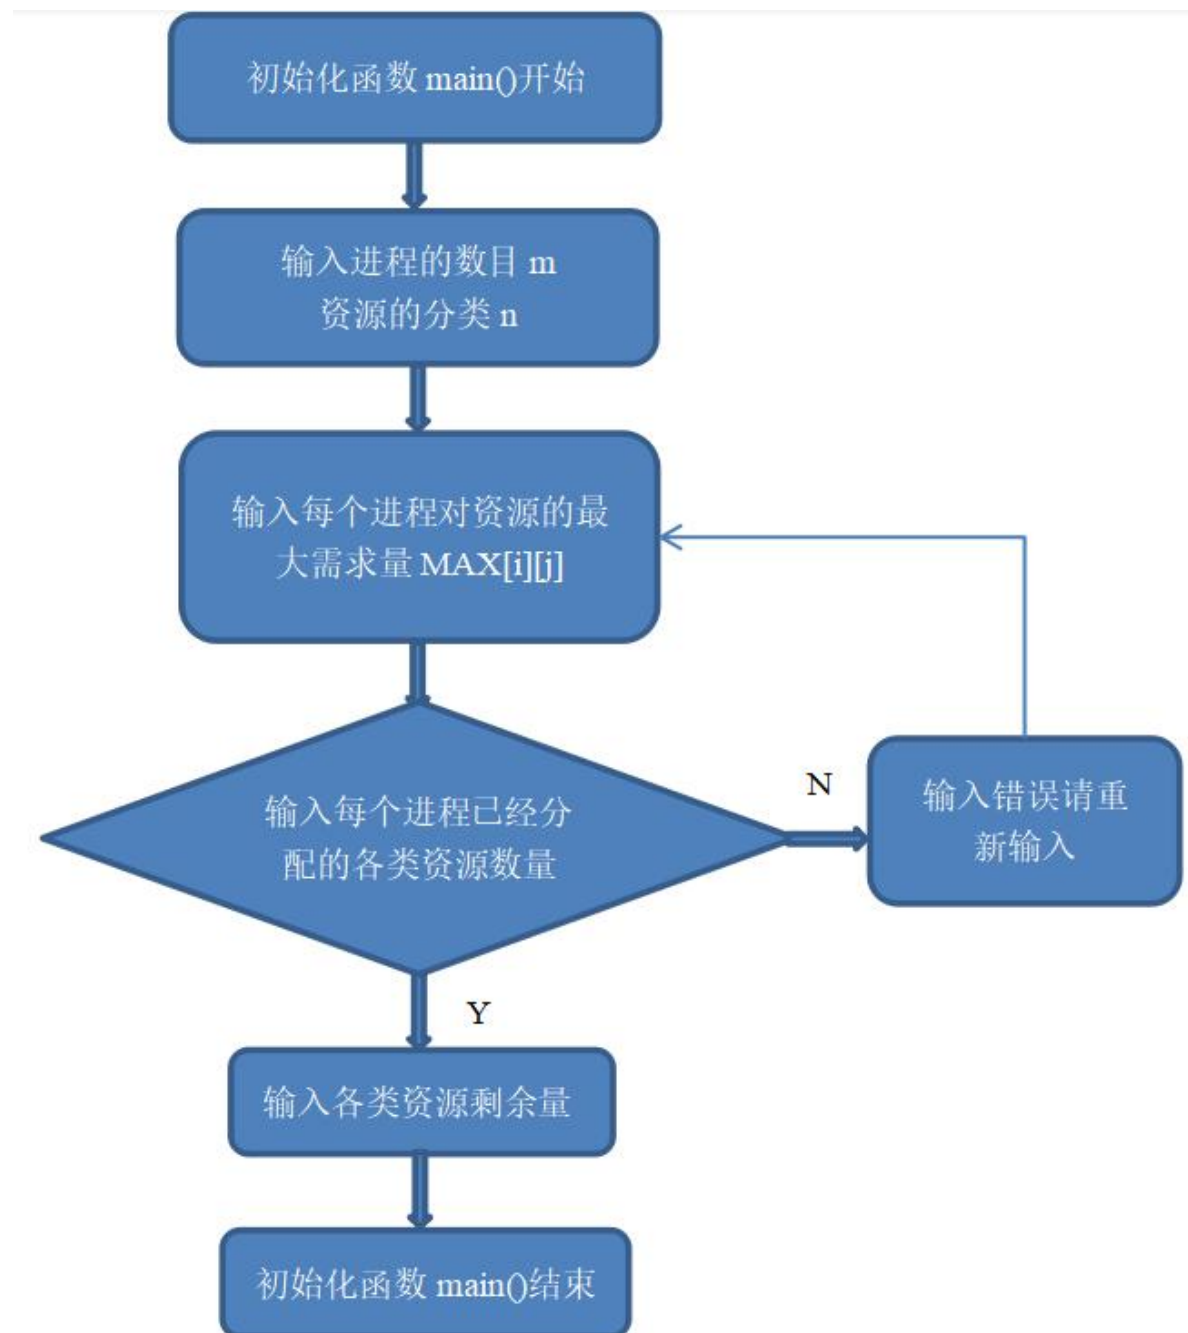 初始化函数 main()开始
输入进程的数目 m
资源的分类 n
输入每个进程对资源的最
大需求量 MAX[i][j]
输入每个进程已经分
配的各类资源数量
N
输入错误请重
新输入
Y
输入各类资源剩余量
初始化函数 main()结束